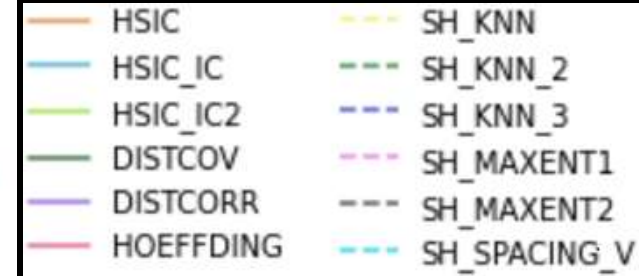 HSIC
HSIC_IC
HSIC_IC2
DISTCOV
DISTCORR
HOEFFDING
SH_KNN
SH_KNN_2
SH_KNN_3
SH_MAXENT1
SH_MAXENT2
SH_SPACING_V